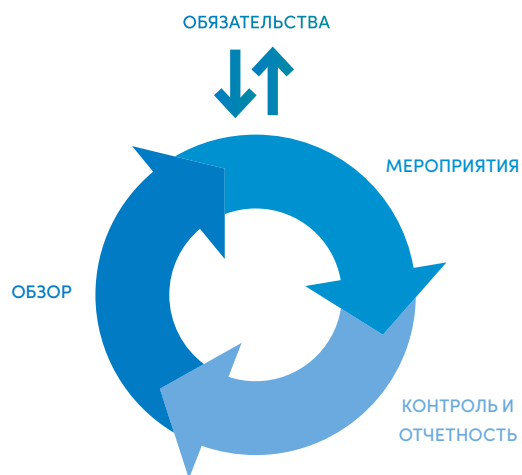 ОБЯЗАТЕЛЬСТВА
МЕРОПРИЯТИЯ
ОБЗОР
КОНТРОЛЬ И
ОТЧЕТНОСТЬ